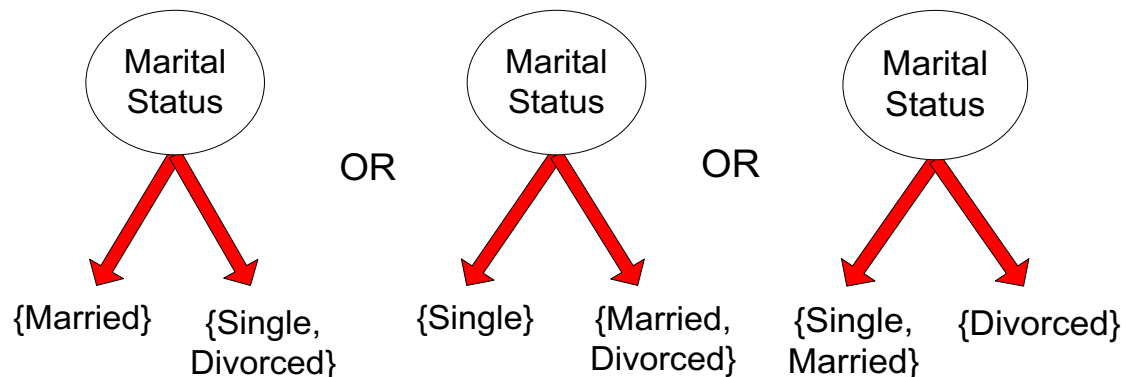 Marital
Status
Marital
Status
Marital
Status
OR
OR
{Married}
{Single,
Divorced}
{Single}
{Married,
Divorced}
{Single,
Married}
{Divorced}